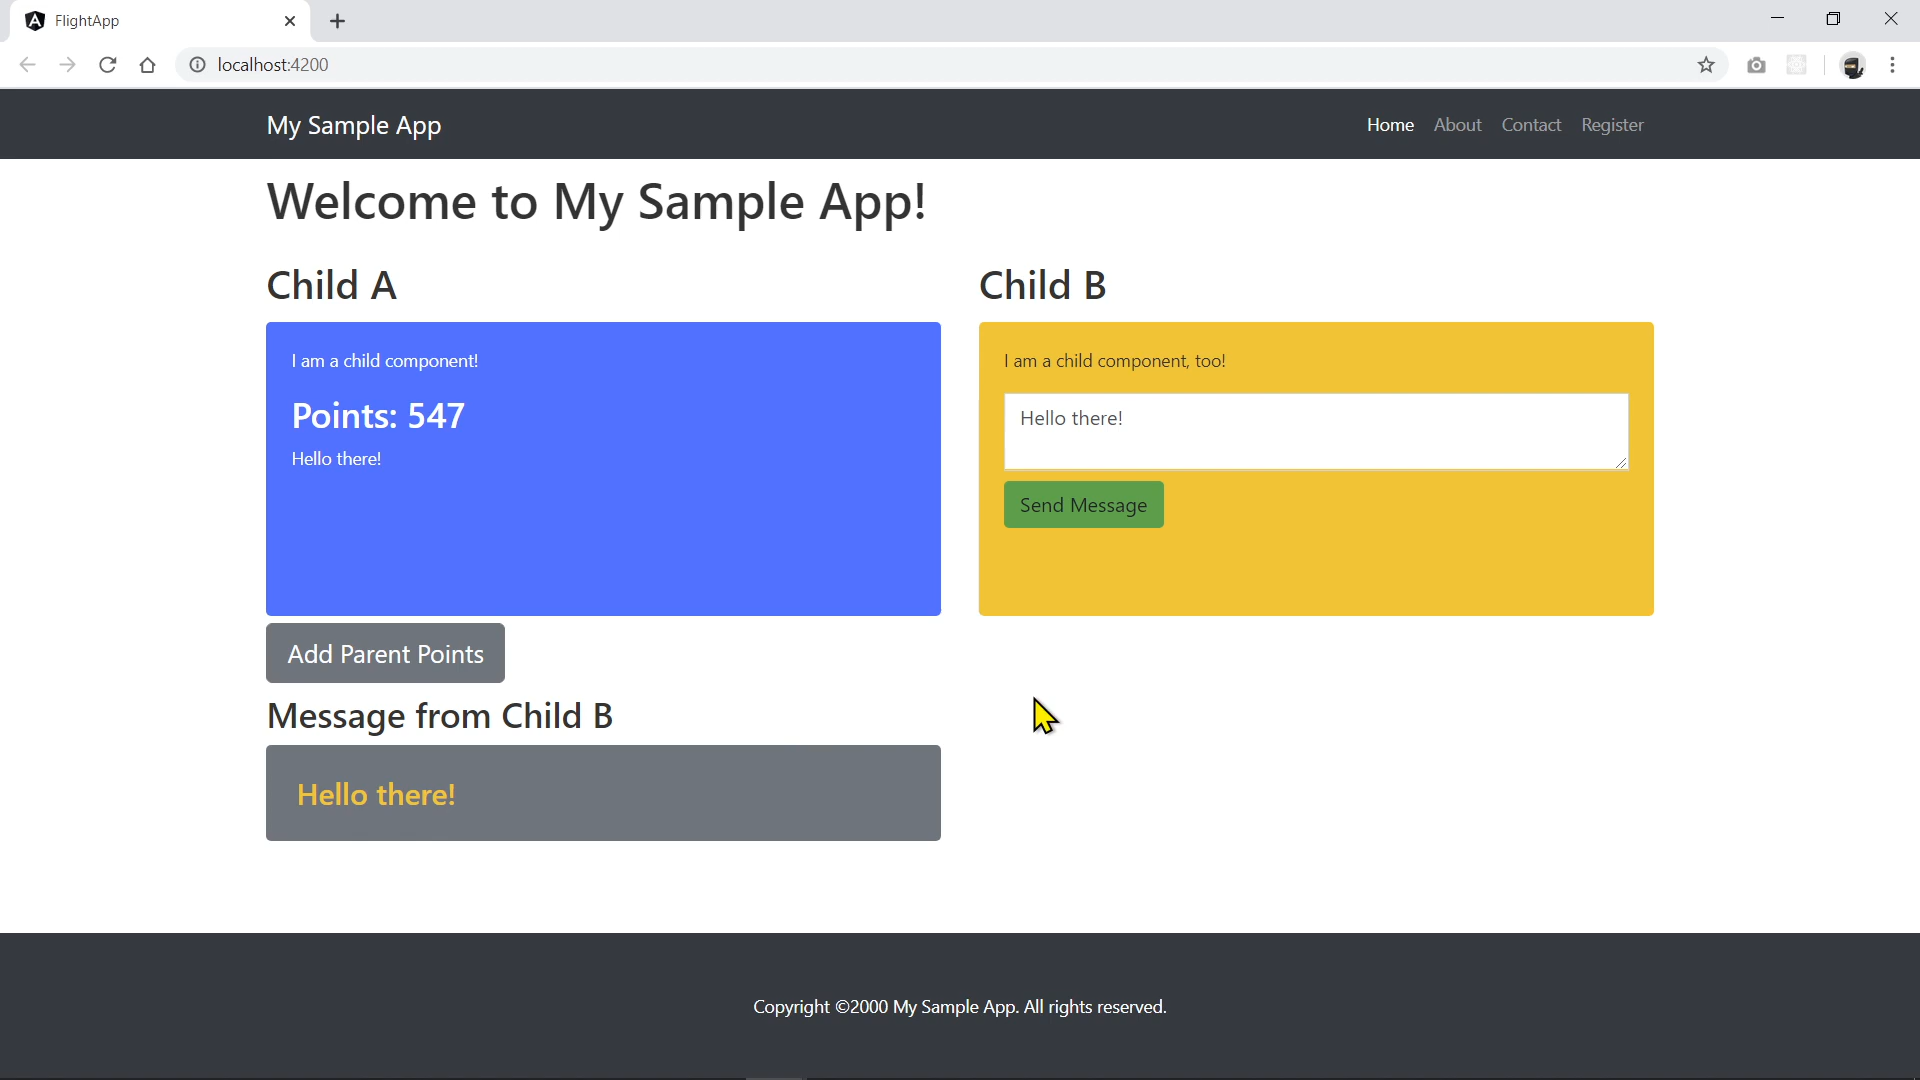 FlightApp
localhost:4200
My Sample App
Home About Contact Register
Welcome to My Sample App!
Child A
I am a child component!
Points: 547
Hello there!
Add Parent Points
Child B
I am a child component, too!
Hello there!
Send Message
Message from Child B
Hello there!
Copyright ©2000 My Sample App. All rights reserved.